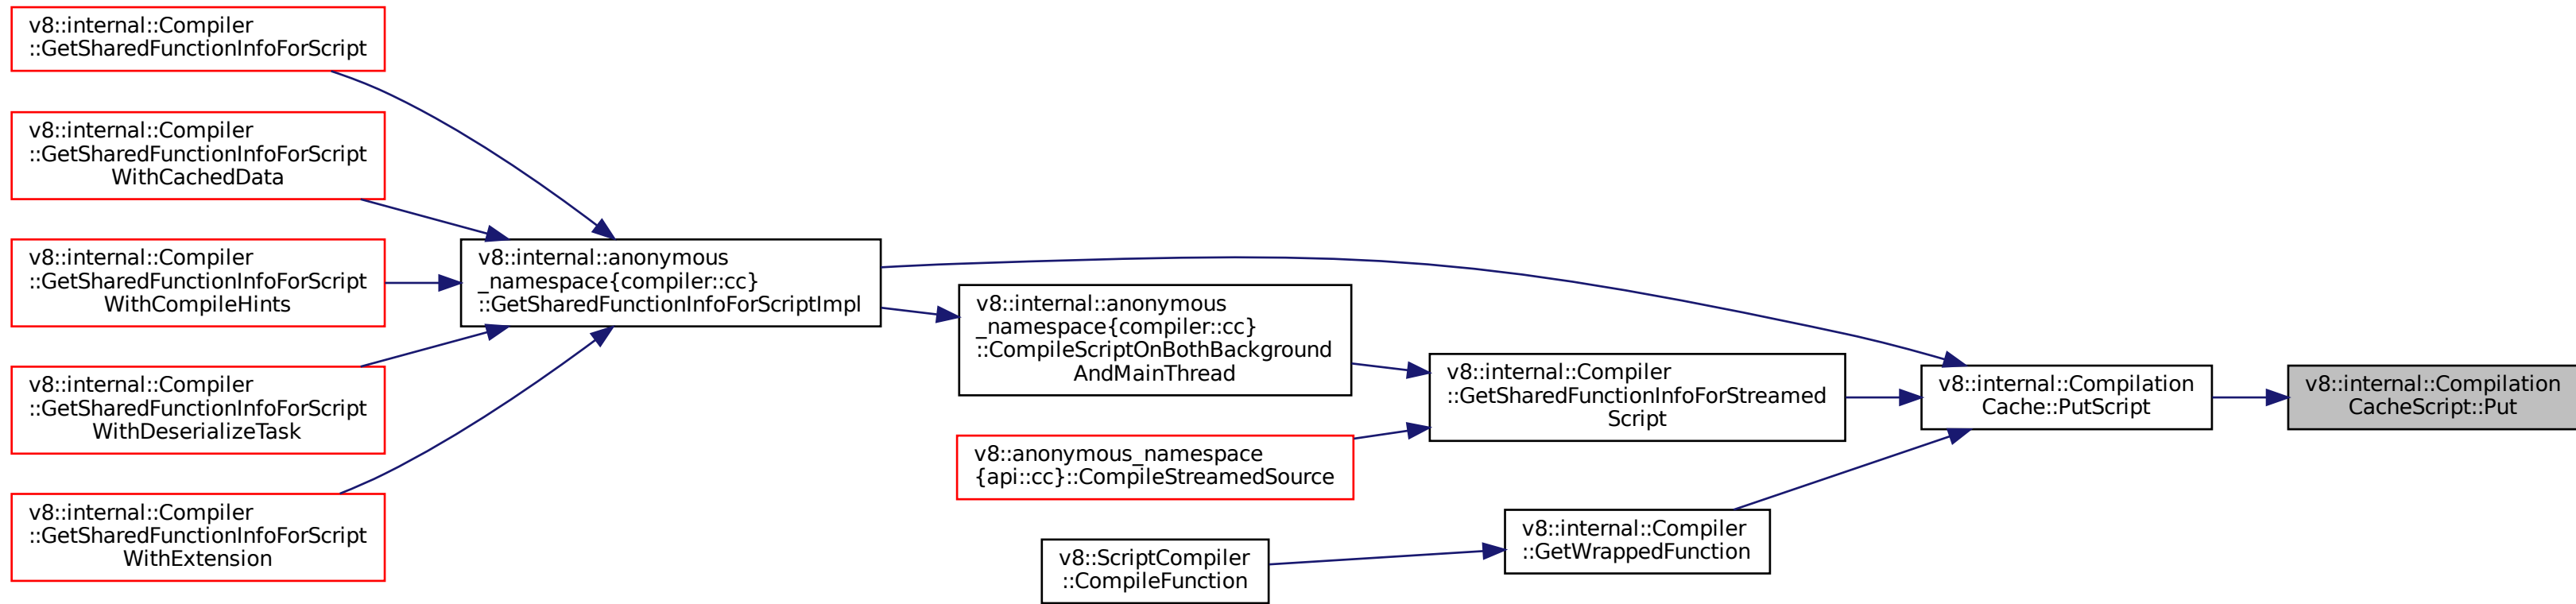 v8::internal::Compiler
::GetSharedFunctionInfoForScript
v8::internal::Compiler
::GetSharedFunctionInfoForScript
WithCachedData
v8::internal::Compiler
::GetSharedFunctionInfoForScript
WithCompileHints
v8::internal::Compiler
::GetSharedFunctionInfoForScript
WithDeserializeTask
v8::internal::Compiler
::GetSharedFunctionInfoForScript
WithExtension
v8::internal::anonymous
_namespace{compiler::cc}
::GetSharedFunctionInfoForScriptImpl
v8::internal::anonymous
_namespace{compiler::cc}
::CompileScriptOnBothBackground
AndMainThread
v8::anonymous_namespace
{api::cc}::CompileStreamedSource
v8::ScriptCompiler
::CompileFunction
v8::internal::Compiler
::GetSharedFunctionInfoForStreamed
Script
v8::internal::Compiler
::GetWrappedFunction
v8::internal::Compilation
Cache::PutScript
v8::internal::Compilation
CacheScript::Put